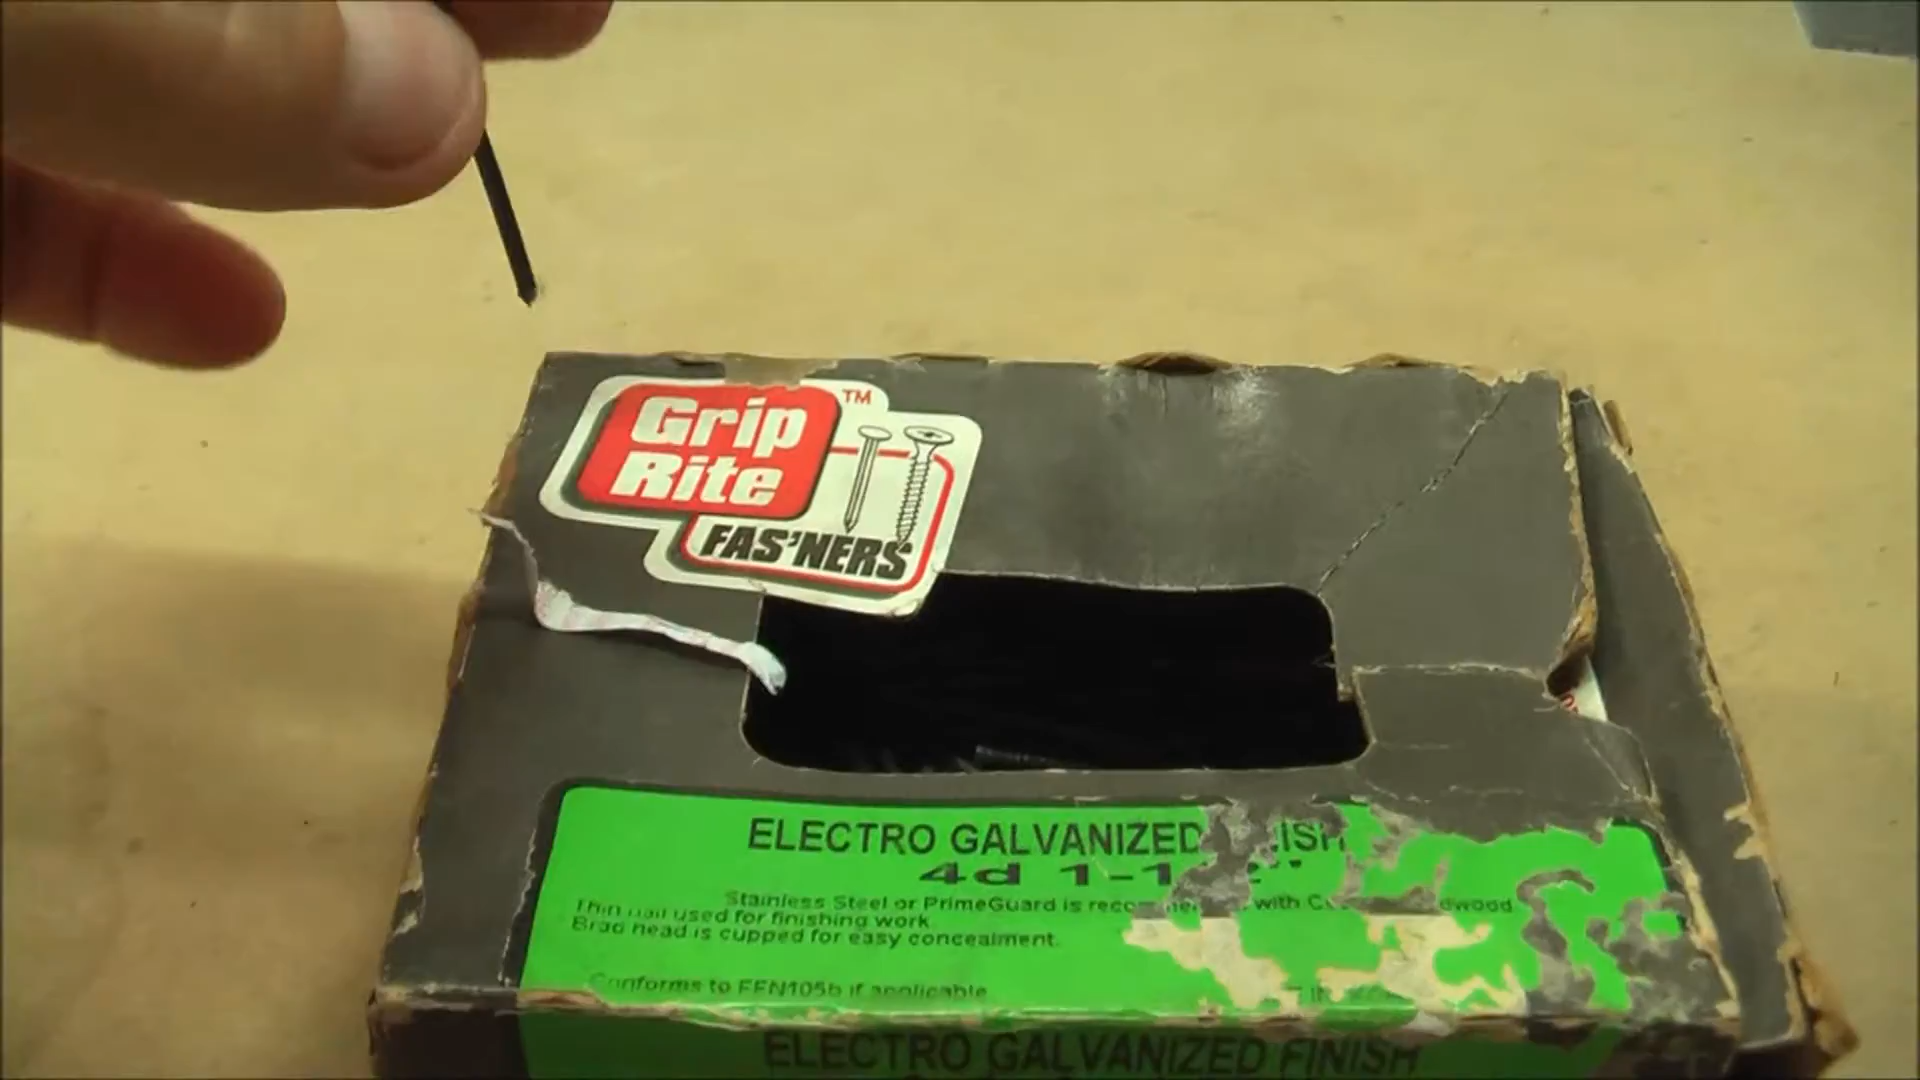 Grip
Rite
TM
FAS'NERS
ELECTRO GALVANIZED
4d 1-1
Stainless Steel or PrimeGuard is with
Thin nail used for finishing work
Brad head is cupped for easy concealment.
Conforms to FFN105b if applicable
ELECTRO GALVANIZED FINISH